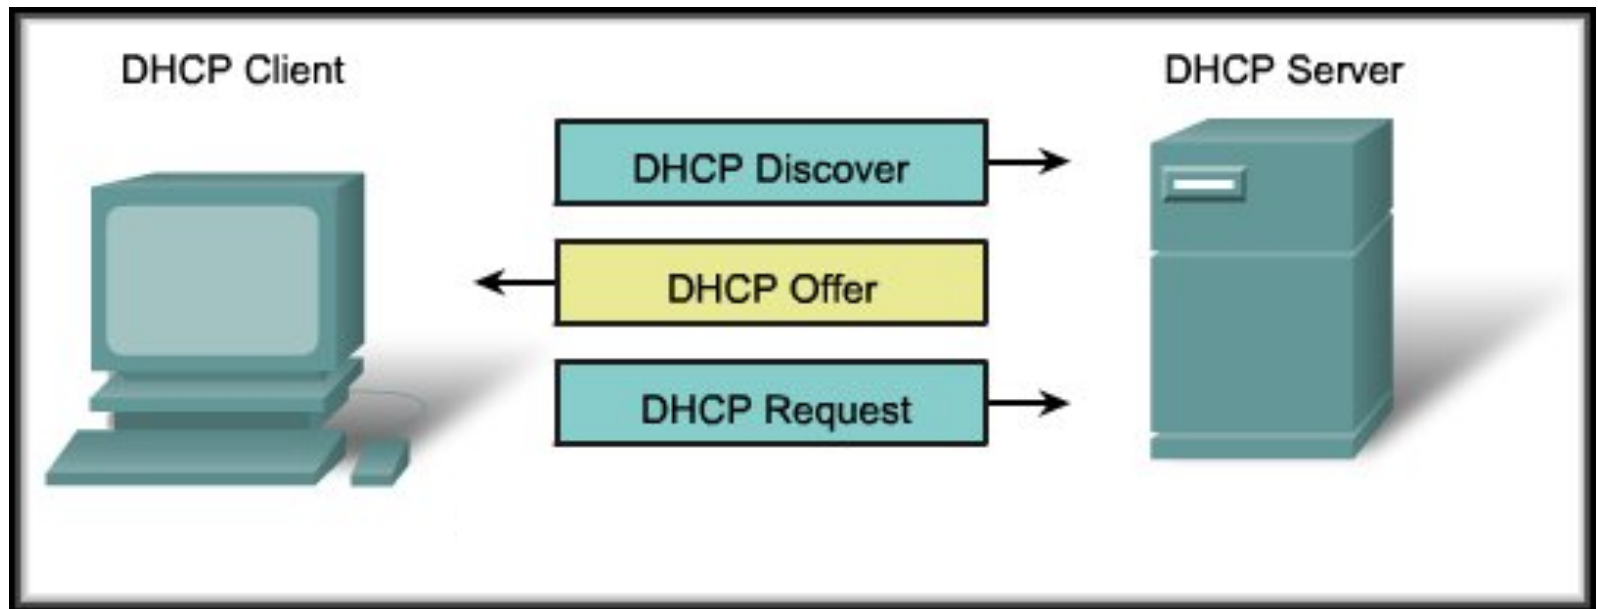 DHCP Client
DHCP Server
DHCP Discover
DHCP Offer
DHCP Request